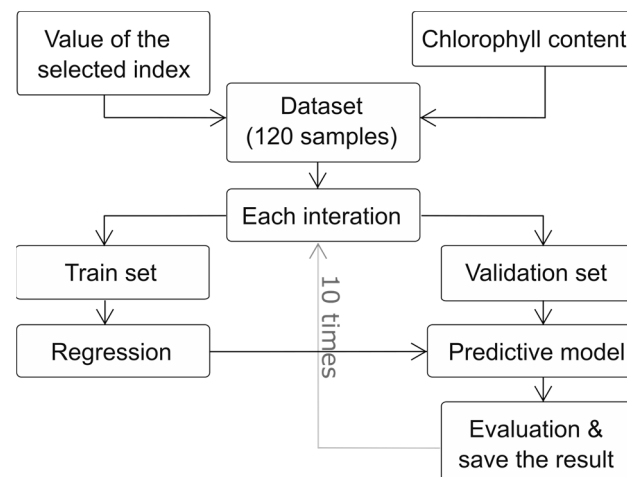 Value of the
selected index
Chlorophyll content
Dataset
(120 samples)
Each interation
Train set
Validation set
10 times
Regression
Predictive model
Evaluation &
save the result